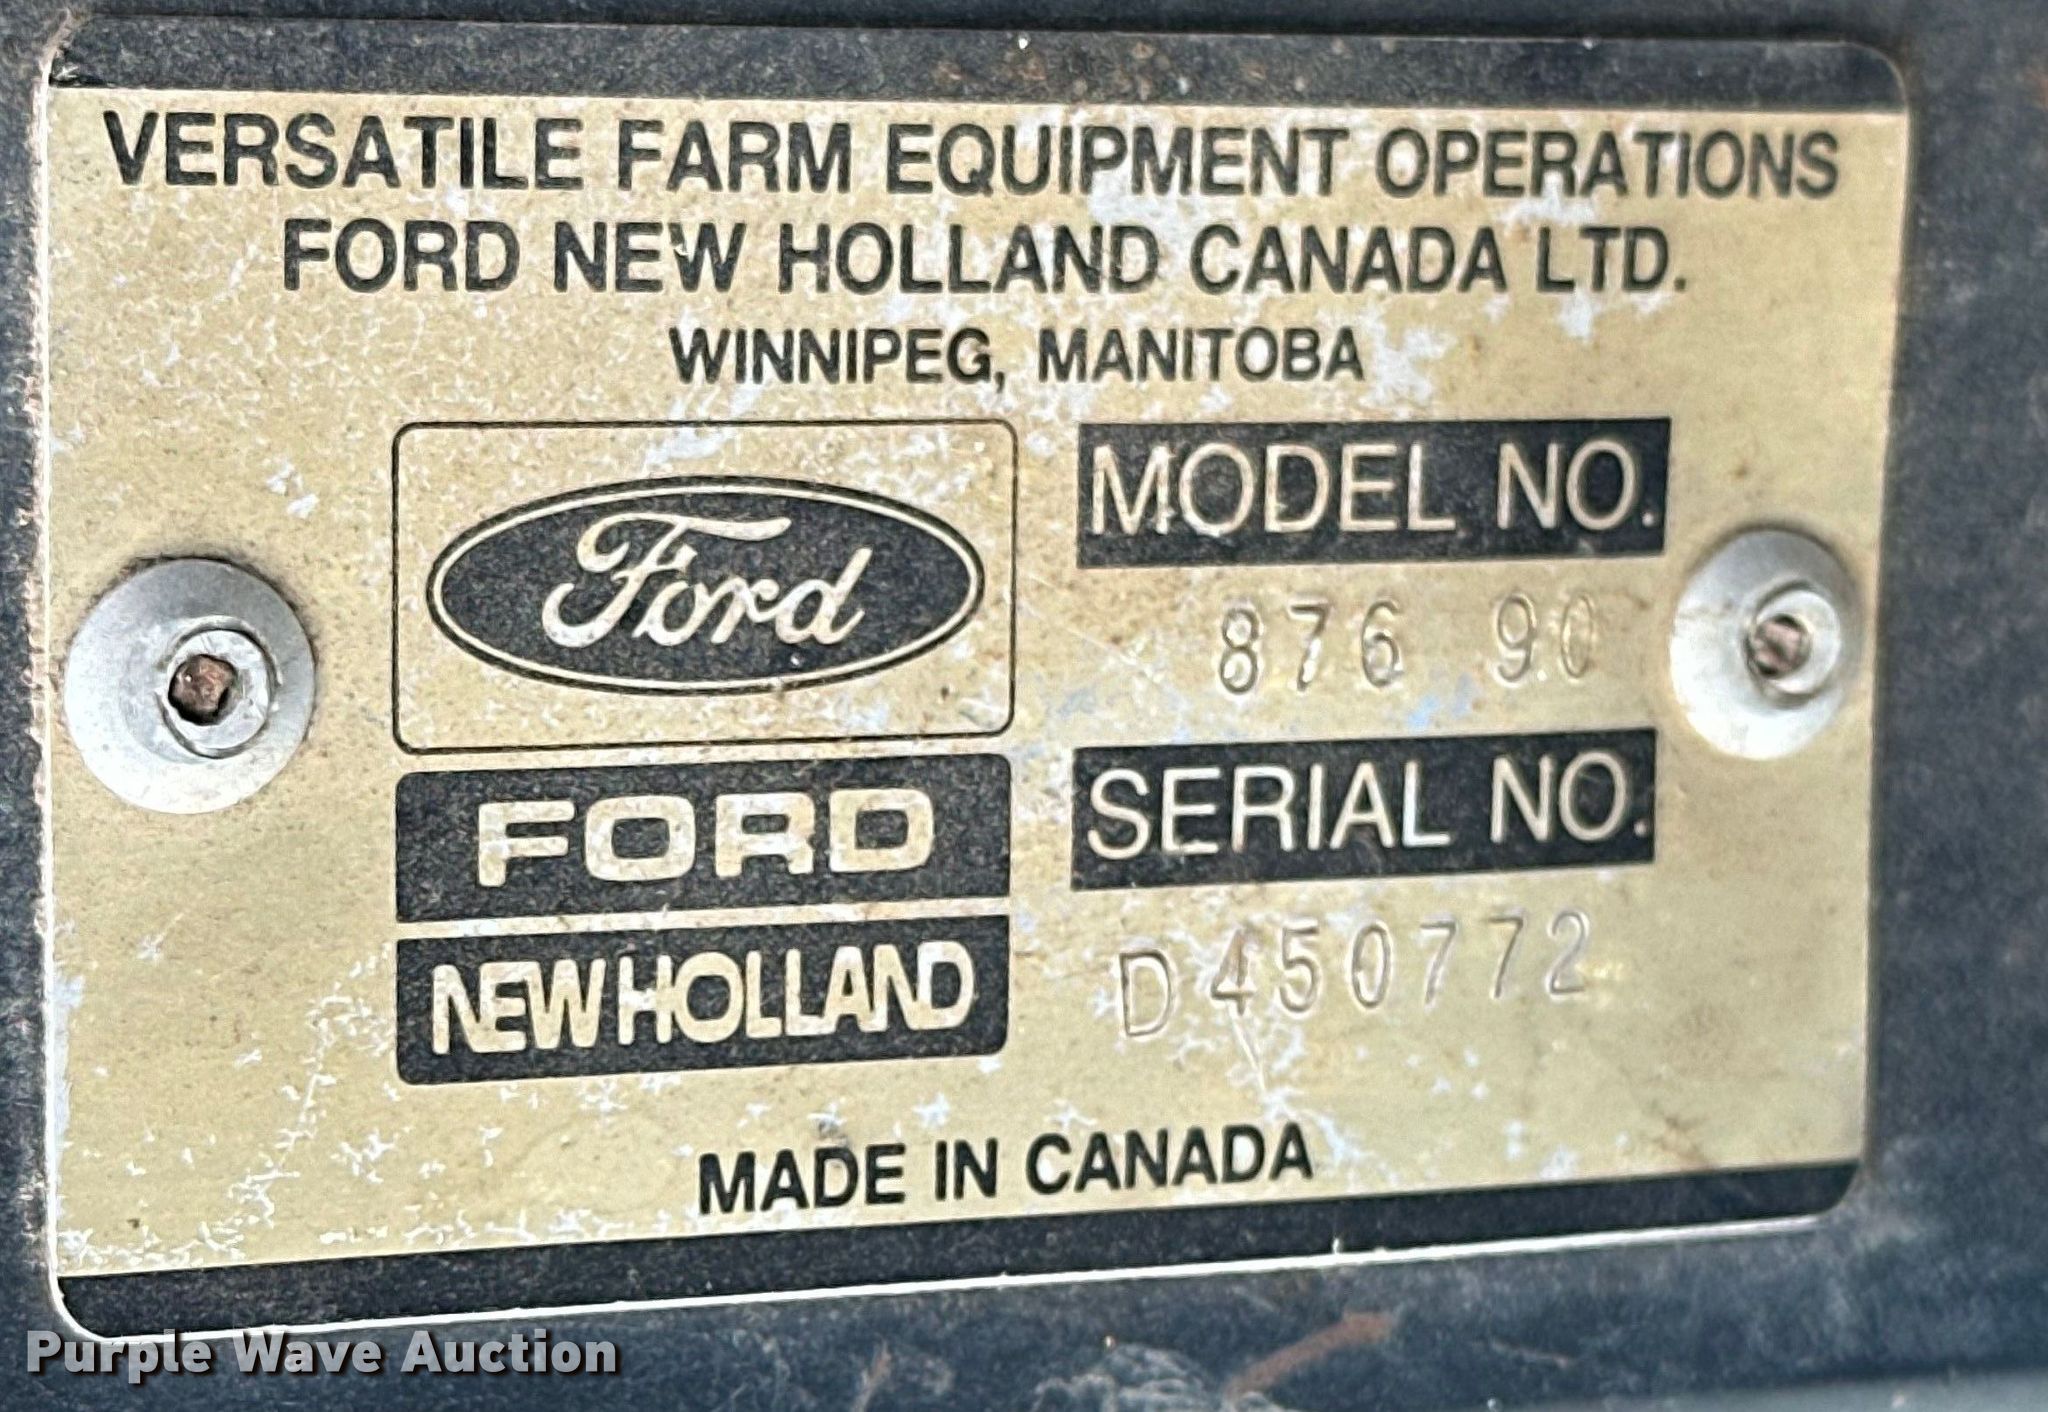 VERSATILE FARM EQUIPMENT OPERATIONS
FORD NEW HOLLAND CANADA LTD.
WINNIPEG, MANITOBA
Ford
MODEL NO.
876 90
FORD
NEW HOLLAND
SERIAL NO.
D450772
MADE IN CANADA
Purple Wave Auction